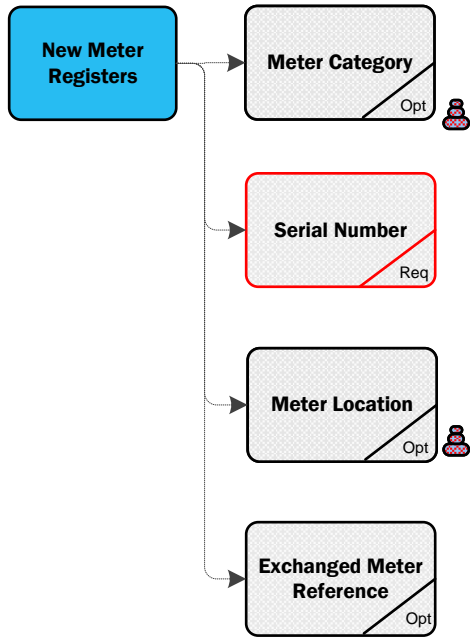 New Meter
Registers
Meter Category
Opt
Serial Number
Req
Meter Location
Opt
Exchanged Meter
Reference
Opt